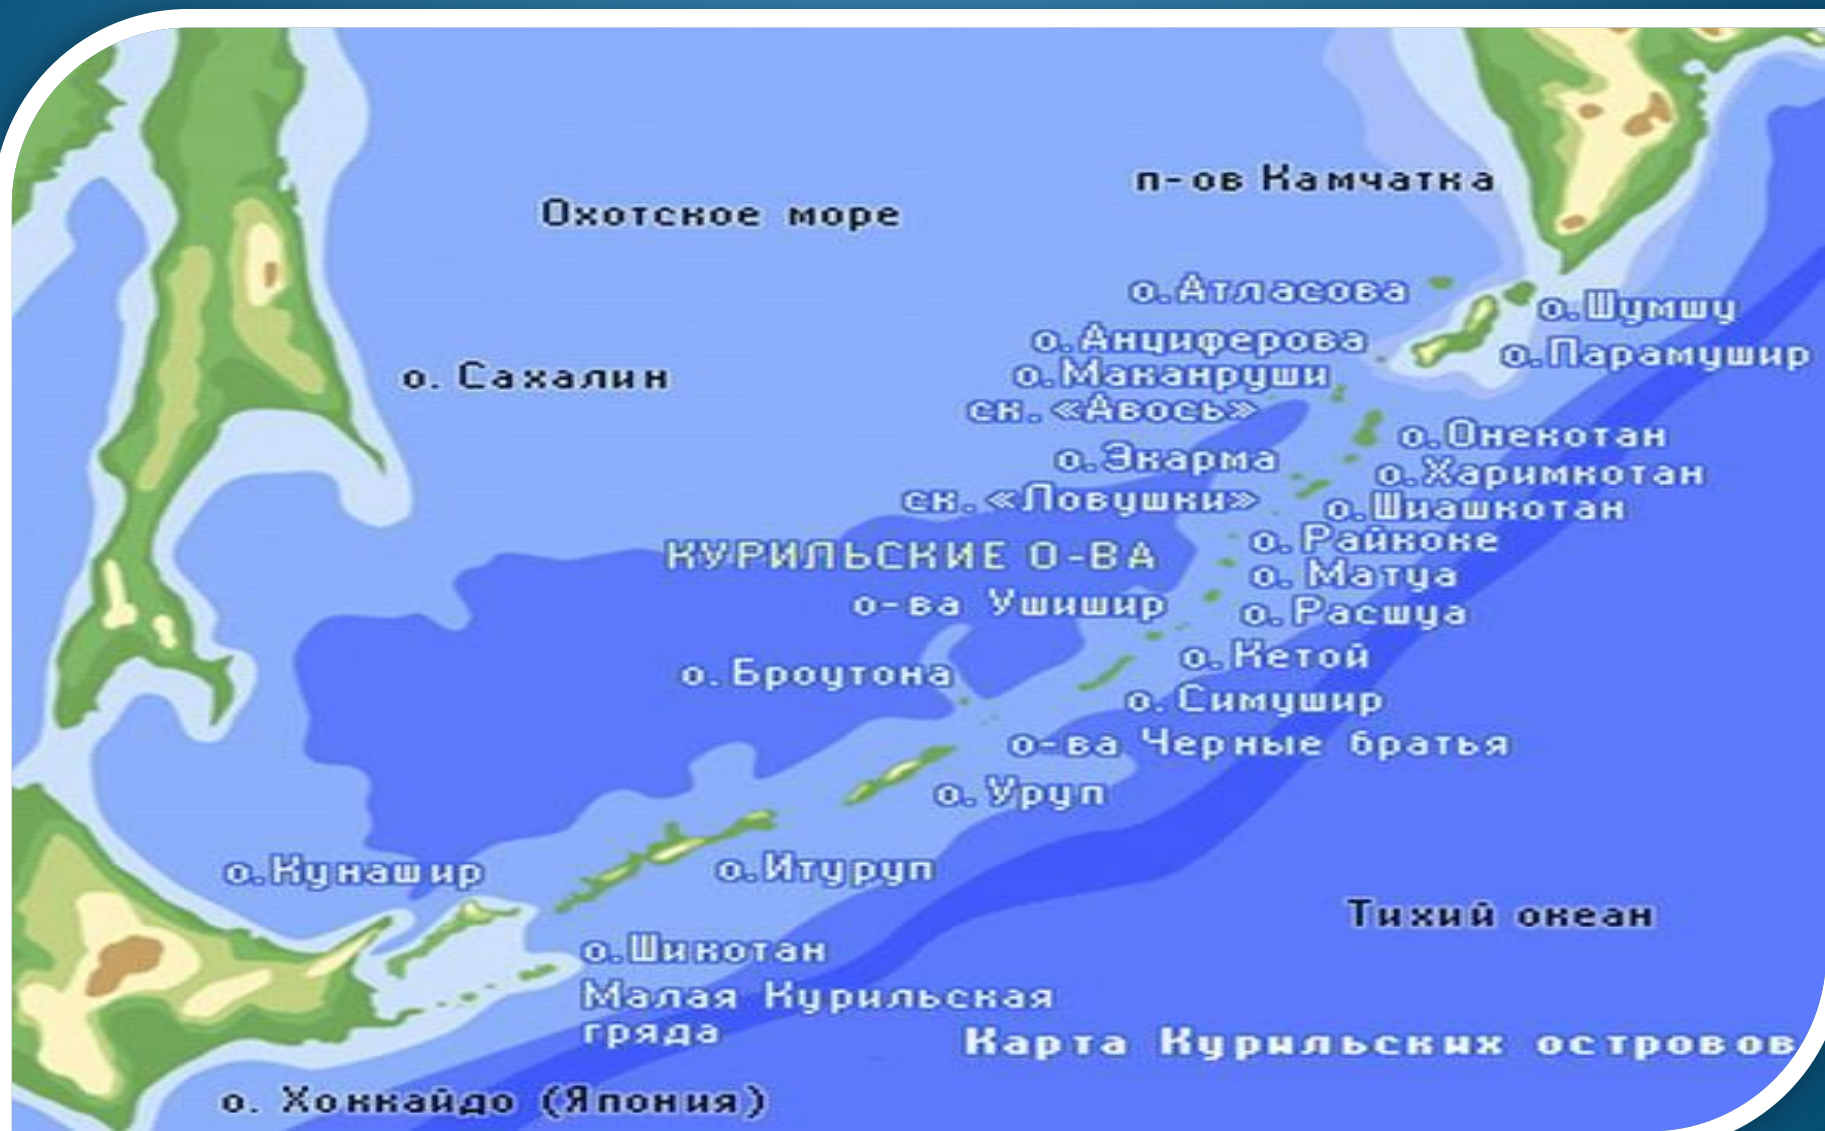 п-ов Камчатка
Охотское море
о.Атласова
о.Шумшу
о.Анциферова
о.Парамушир
о.Маканруши
о. Сахалин
ск.«Авось»
о.Онекотан
о.Экарма
о.Харимкотан
ск.«Ловушки»
о.Шиашкотан
о.Райкоке
КУРИЛЬСКИЕ О-ВА
о.Матуа
о-ва Ушишир
о.Расшуа
о.Кетой
о.Броутона
о.Симушир
о-ва Черные братья
о.Уруп
о.Кунашир
о.Итуруп
Тихий океан
о.Шикотан
Малая Курильская
гряда
Карта Курильских островов
о. Хоккайдо (Япония)